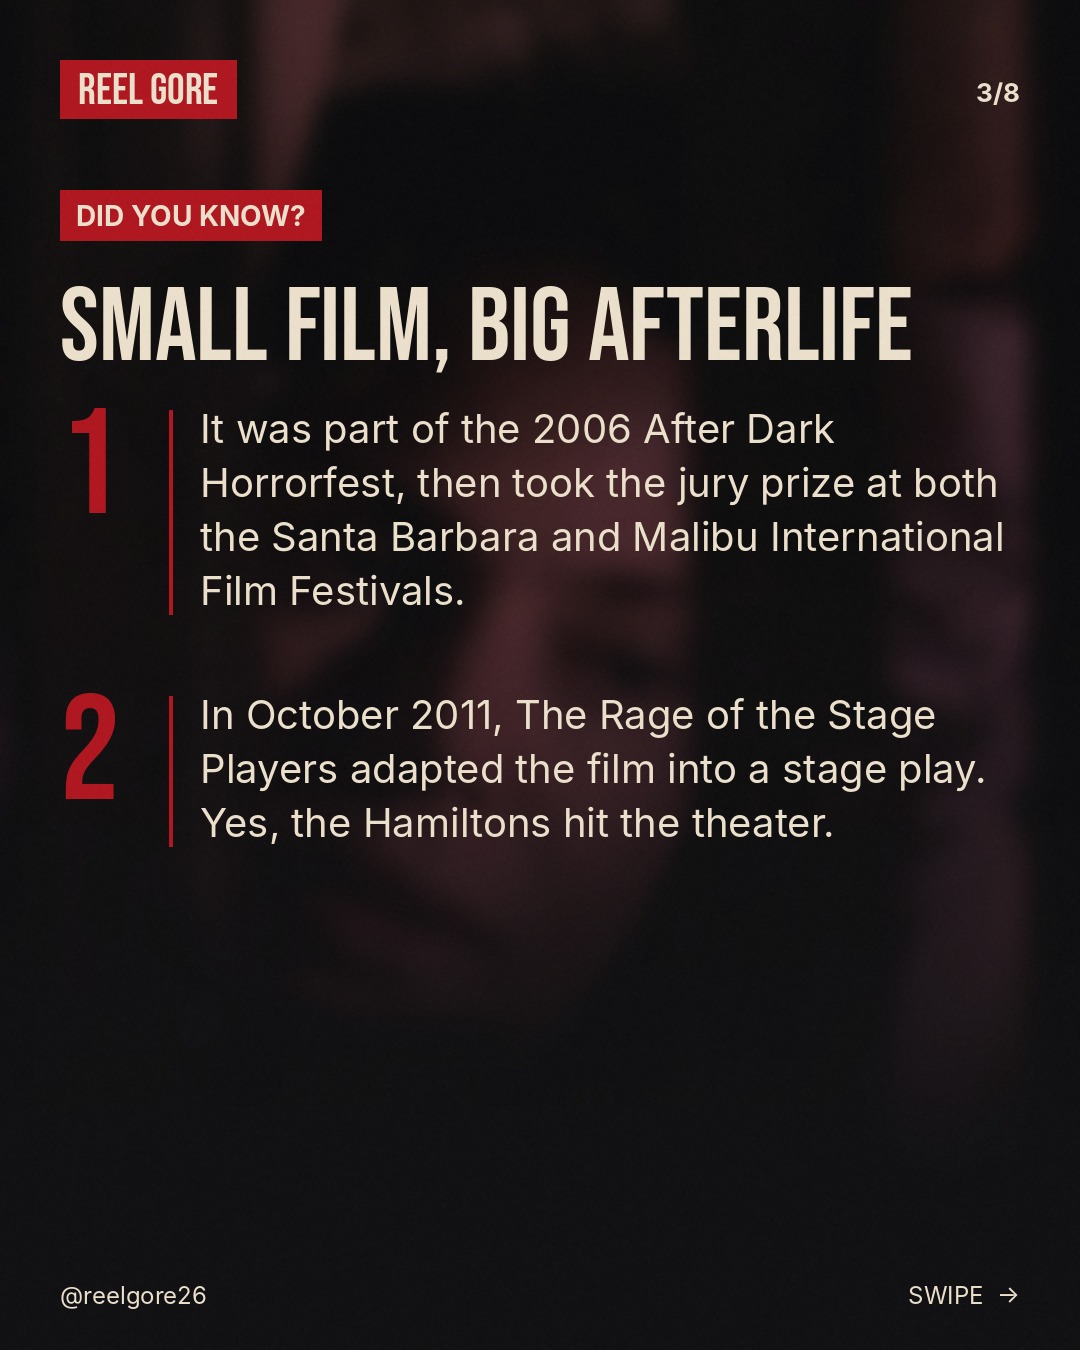 REEL GORE
3/8
DID YOU KNOW?
SMALL FILM, BIG AFTERLIFE
1
It was part of the 2006 After Dark
Horrorfest, then took the jury prize at both
the Santa Barbara and Malibu International
Film Festivals.
2
In October 2011, The Rage of the Stage
Players adapted the film into a stage play.
Yes, the Hamiltons hit the theater.
@reelgore26
SWIPE →